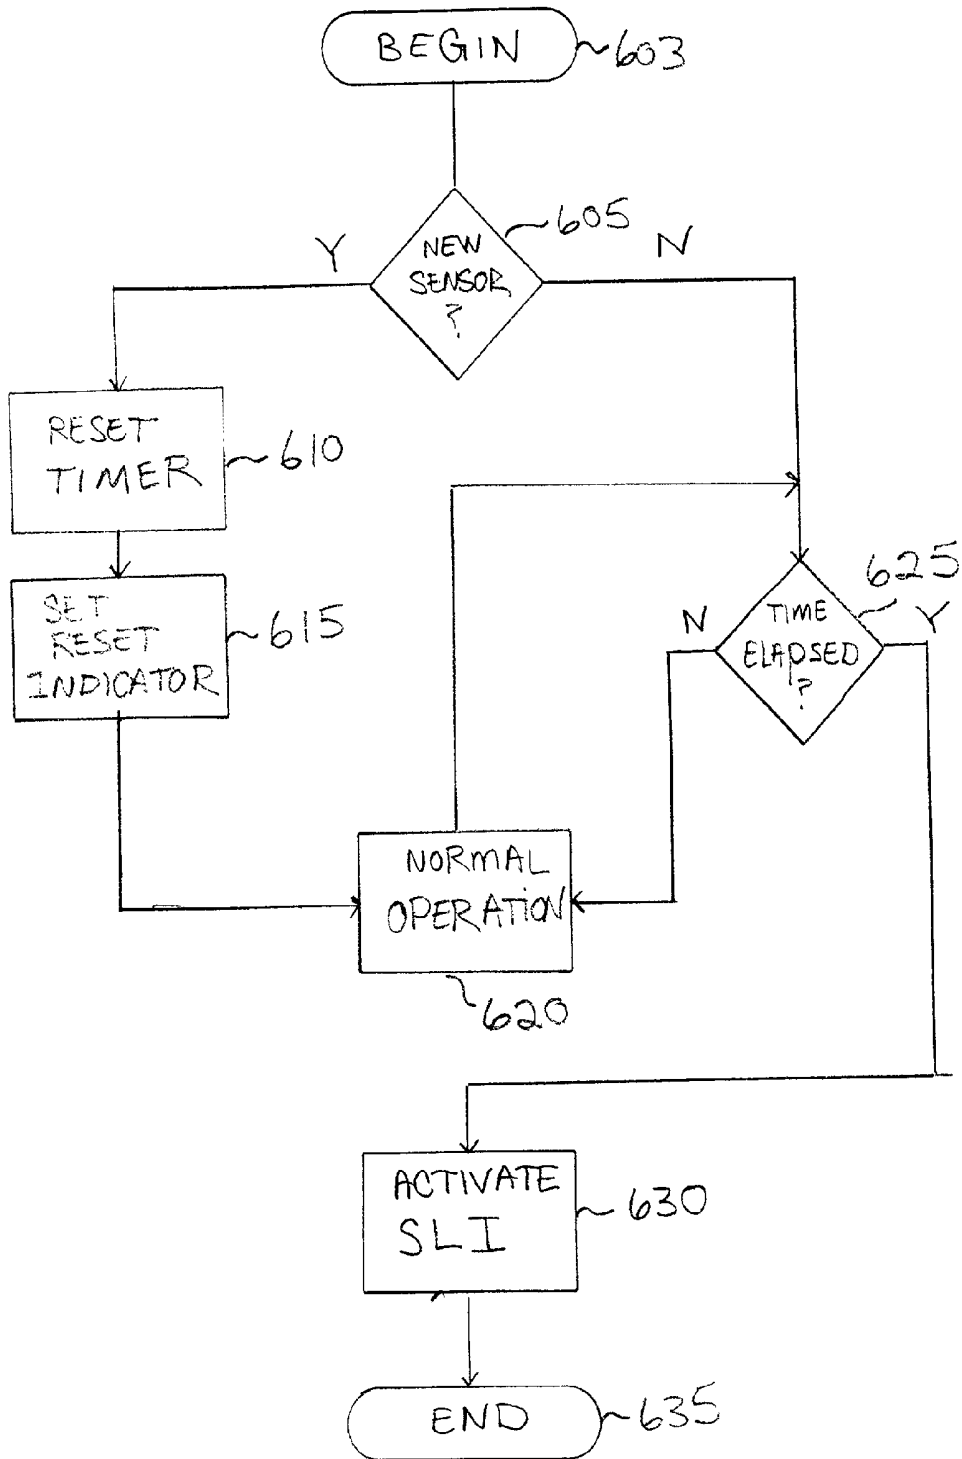 BEGIN
603
605
NEW
SENSOR
?
Y
N
RESET
TIMER
610
SET
RESET
INDICATOR
615
625
TIME
ELAPSED
?
N
Y
NORMAL
OPERATION
620
ACTIVATE
SLI
630
END
635